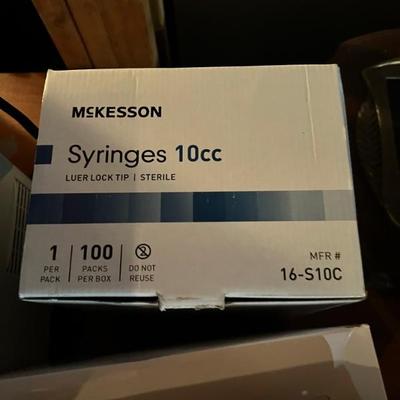 McKESSON
Syringes 10cc
LUER LOCK TIP | STERILE
1 PER PACK
100 PACKS PER BOX
DO NOT REUSE
MFR #
16-S10C